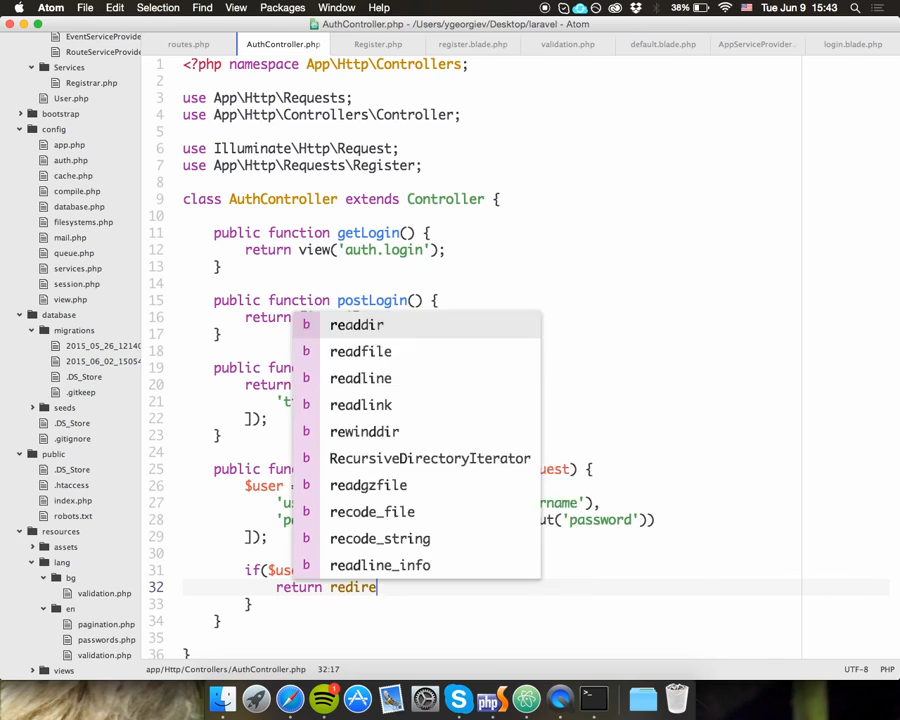 Atom File Edit Selection View Find Packages Window Help 38% Tue Jun 9 15:43
AuthController.php - /Users/ygeorgiev/Desktop/laravel - Atom
EventServiceProvide
RouteServiceProvide
Services
Registrar.php
User.php
bootstrap
config
app.php
auth.php
cache.php
compile.php
database.php
filesystems.php
mail.php
queue.php
services.php
session.php
view.php
database
migrations
2015_05_26_12140
2015_06_02_15054
.DS_Store
.gitkeep
seeds
.DS_Store
.gitignore
public
.DS_Store
.htaccess
index.php
robots.txt
resources
assets
lang
bg
validation.php
en
pagination.php
passwords.php
validation.php
views
routes.php AuthController.php Register.php register.blade.php validation.php default.blade.php AppServiceProvider. login.blade.php
1 <?php namespace App\Http\Controllers;
2
3 use App\Http\Requests;
4 use App\Http\Controllers\Controller;
5
6 use Illuminate\Http\Request;
7 use App\Http\Requests\Register;
8
9 class AuthController extends Controller {
10
11 public function getLogin() {
12 return view('auth.login');
13 }
14
15 public function postLogin() {
16 return
17 }
18
19 public fun
20 return
21 't
22 ]);
23 }
24
25 public fun uest) {
26 $user =
27 'u rname'),
28 'p ut('password'))
29 ]);
30
31 if($us
32 return redire
33 }
34 }
35
36 }
b readdir
b readfile
b readline
b readlink
b rewinddir
b RecursiveDirectoryIterator
b readgzfile
b recode_file
b recode_string
b readline_info
app/Http/Controllers/AuthController.php 32:17 UTF-8 PHP